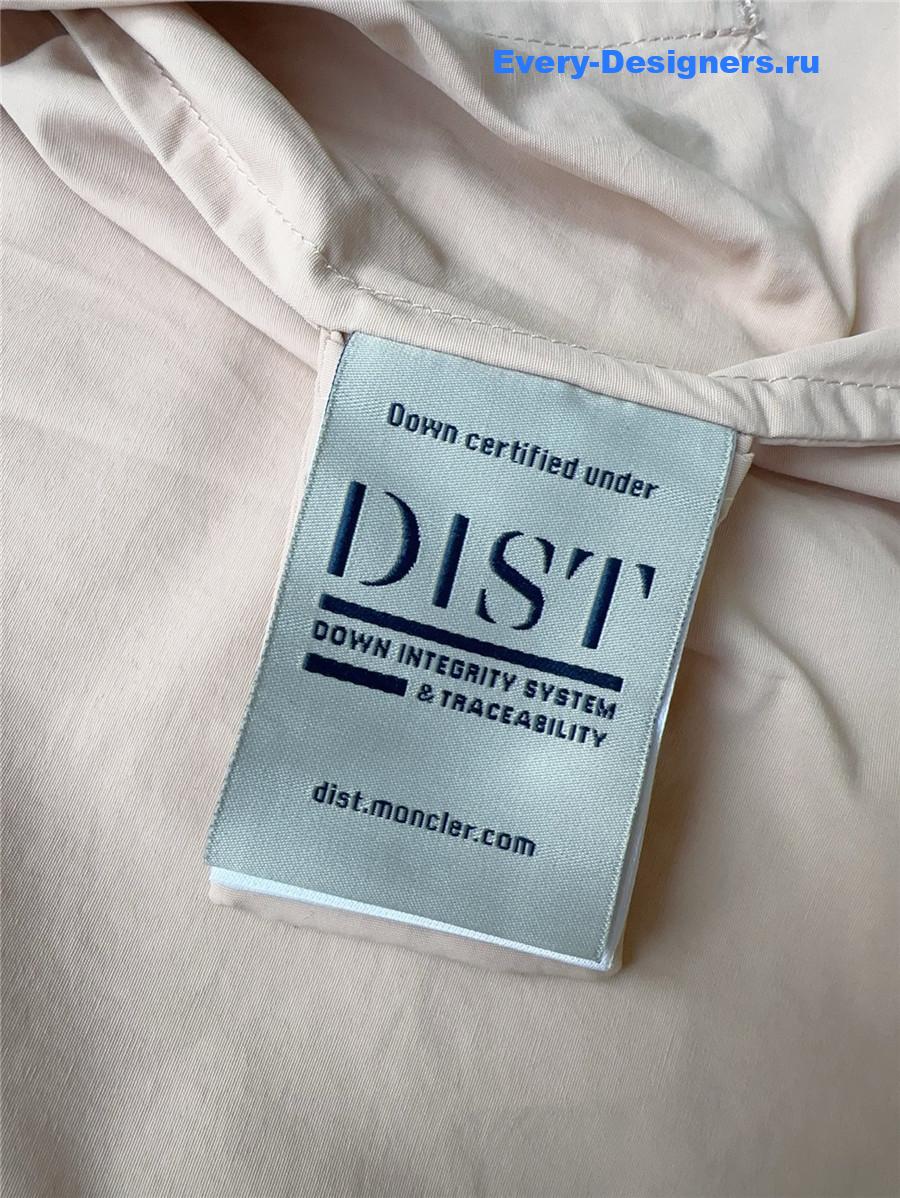 Every-Designers.ru
Down certified under
DIST
DOWN INTEGRITY SYSTEM
& TRACEABILITY
dist.moncler.com